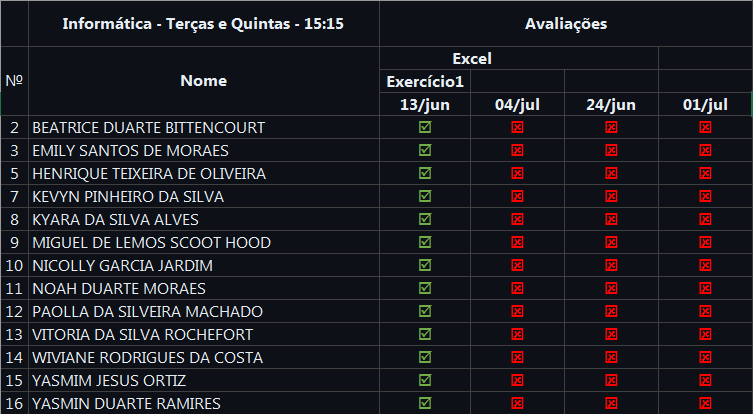 Informática - Terças e Quintas - 15:15 Avaliações
Excel
Nº Nome Exercício1
13/jun 04/jul 24/jun 01/jul
2 BEATRICE DUARTE BITTENCOURT
3 EMILY SANTOS DE MORAES
5 HENRIQUE TEIXEIRA DE OLIVEIRA
7 KEVYN PINHEIRO DA SILVA
8 KYARA DA SILVA ALVES
9 MIGUEL DE LEMOS SCOOT HOOD
10 NICOLLY GARCIA JARDIM
11 NOAH DUARTE MORAES
12 PAOLLA DA SILVEIRA MACHADO
13 VITORIA DA SILVA ROCHEFORT
14 WIVIANE RODRIGUES DA COSTA
15 YASMIM JESUS ORTIZ
16 YASMIN DUARTE RAMIRES